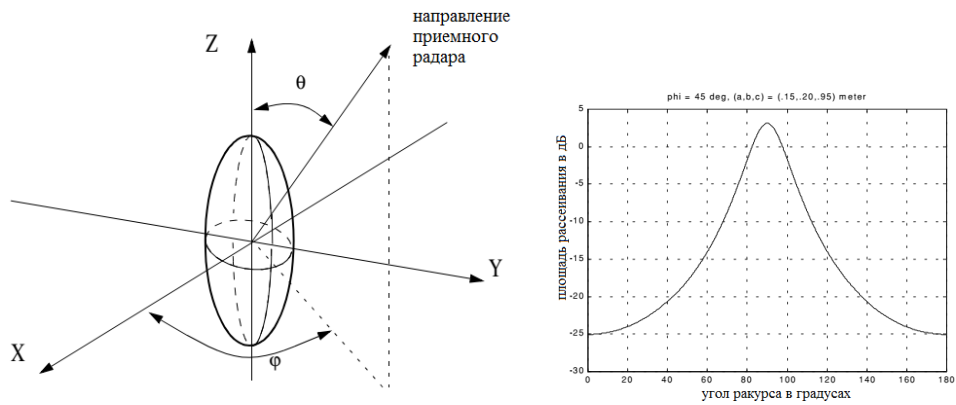 направление
приемного
радара
Z
θ
Y
X
φ
phi = 45 deg, (a,b,c) = (.15,.20,.95) meter
площадь рассеивания в дБ
5
0
-5
-10
-15
-20
-25
-30
0 20 40 60 80 100 120 140 160 180
угол ракурса в градусах